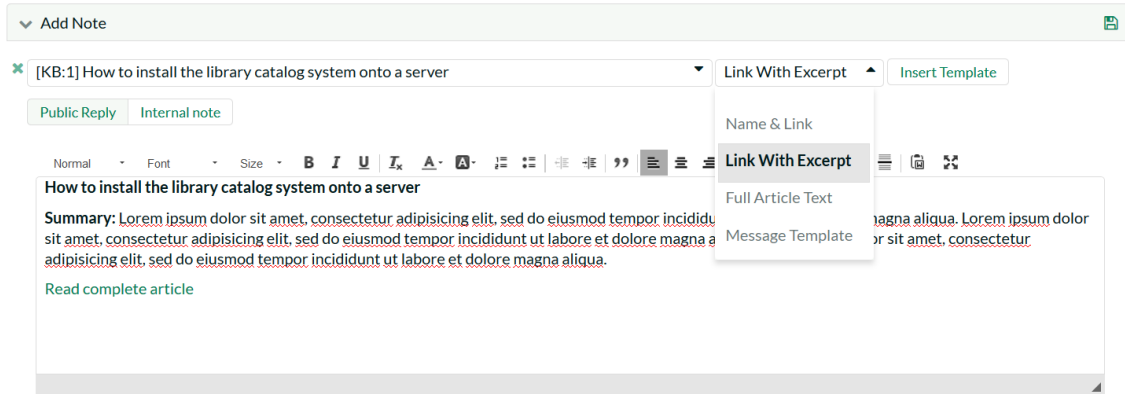 Add Note
[KB:1] How to install the library catalog system onto a server
Link With Excerpt
Insert Template
Public Reply
Internal note
Name & Link
Link With Excerpt
Full Article Text
Message Template
Normal Font Size B I U Ix A A
How to install the library catalog system onto a server
Summary: Lorem ipsum dolor sit amet, consectetur adipisicing elit, sed do eiusmod tempor incididu agna aliqua. Lorem ipsum dolor
sit amet, consectetur adipisicing elit, sed do eiusmod tempor incididunt ut labore et dolore magna a or sit amet, consectetur
adipisicing elit, sed do eiusmod tempor incididunt ut labore et dolore magna aliqua.
Read complete article